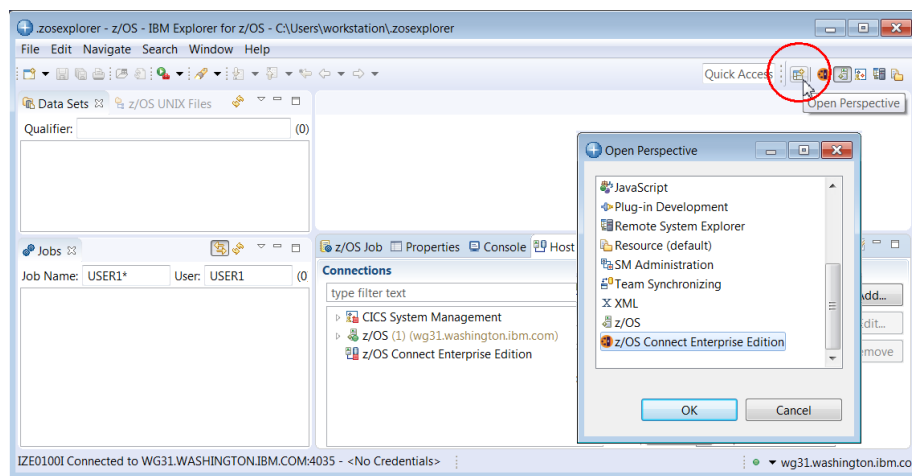 .zosexplorer - z/OS - IBM Explorer for z/OS - C:\Users\workstation\.zosexplorer
File Edit Navigate Search Window Help
Quick Access
Open Perspective
Data Sets z/OS UNIX Files
Qualifier: (0)
Open Perspective
JavaScript
Plug-in Development
Remote System Explorer
Resource (default)
SM Administration
Team Synchronizing
XML
z/OS
z/OS Connect Enterprise Edition
OK Cancel
Jobs
Job Name: USER1* User: USER1 (0
z/OS Job Properties Console Host
Connections
type filter text
CICS System Management
z/OS (1) (wg31.washington.ibm.com)
z/OS Connect Enterprise Edition
Add...
Edit...
emove
IZE0100I Connected to WG31.WASHINGTON.IBM.COM:4035 - <No Credentials>
wg31.washington.ibm.co